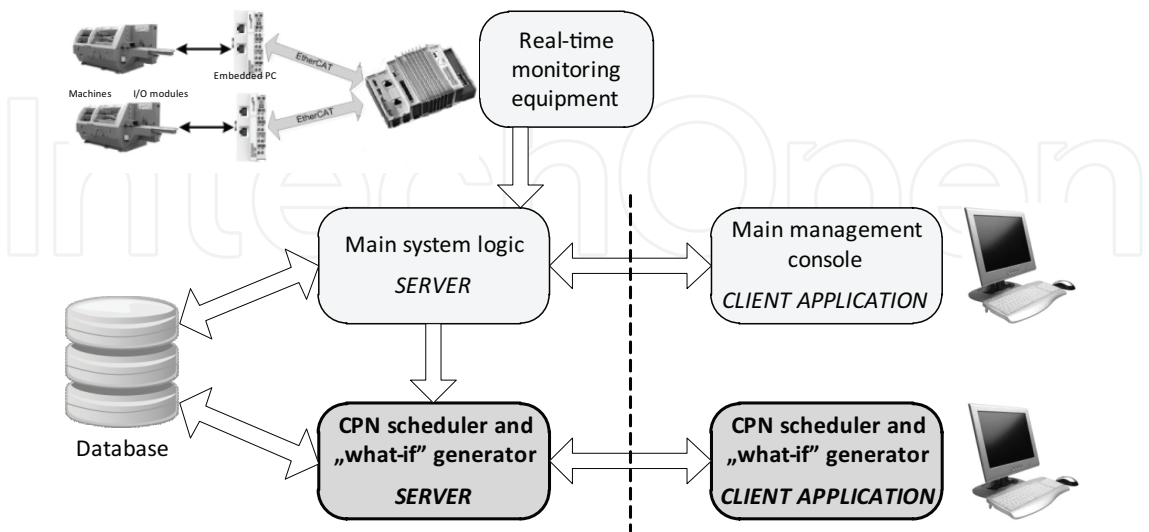 EtherCAT
Embedded PC
Machines I/O modules
EtherCAT
Real-time
monitoring
equipment
IntechOpen
Main system logic
SERVER
Main management
console
CLIENT APPLICATION
Database
CPN scheduler and
„what-if” generator
SERVER
CPN scheduler and
„what-if” generator
CLIENT APPLICATION